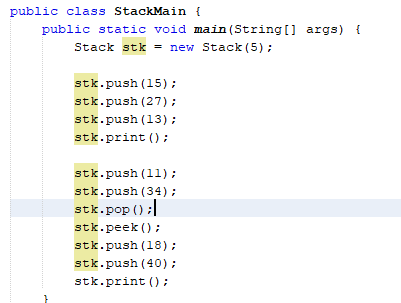 public class StackMain {
public static void main(String[] args) {
Stack stk = new Stack(5);
stk.push(15);
stk.push(27);
stk.push(13);
stk.print();
stk.push(11);
stk.push(34);
stk.pop();
stk.peek();
stk.push(18);
stk.push(40);
stk.print();
}